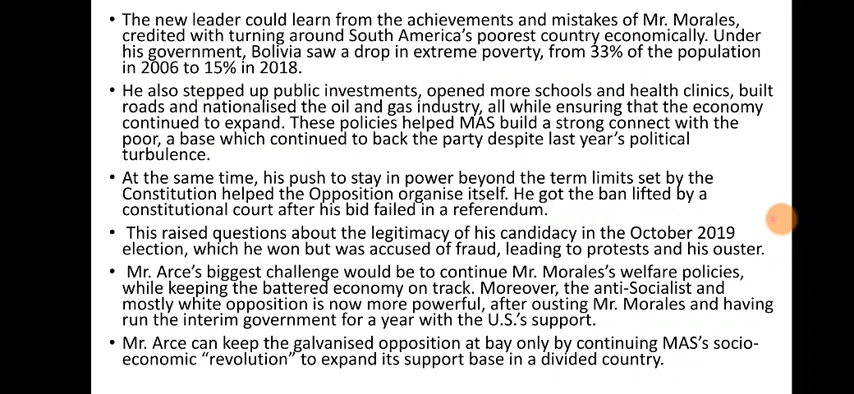 • The new leader could learn from the achievements and mistakes of Mr. Morales,
credited with turning around South America's poorest country economically. Under
his government, Bolivia saw a drop in extreme poverty, from 33% of the population
in 2006 to 15% in 2018.
• He also stepped up public investments, opened more schools and health clinics, built
roads and nationalised the oil and gas industry, all while ensuring that the economy
continued to expand. These policies helped MAS build a strong connect with the
poor, a base which continued to back the party despite last year's political
turbulence.
• At the same time, his push to stay in power beyond the term limits set by the
Constitution helped the Opposition organise itself. He got the ban lifted by a
constitutional court after his bid failed in a referendum.
• This raised questions about the legitimacy of his candidacy in the October 2019
election, which he won but was accused of fraud, leading to protests and his ouster.
• Mr. Arce's biggest challenge would be to continue Mr. Morales's welfare policies,
while keeping the battered economy on track. Moreover, the anti-Socialist and
mostly white opposition is now more powerful, after ousting Mr. Morales and having
run the interim government for a year with the U.S.'s support.
• Mr. Arce can keep the galvanised opposition at bay only by continuing MAS's socio-
economic “revolution” to expand its support base in a divided country.